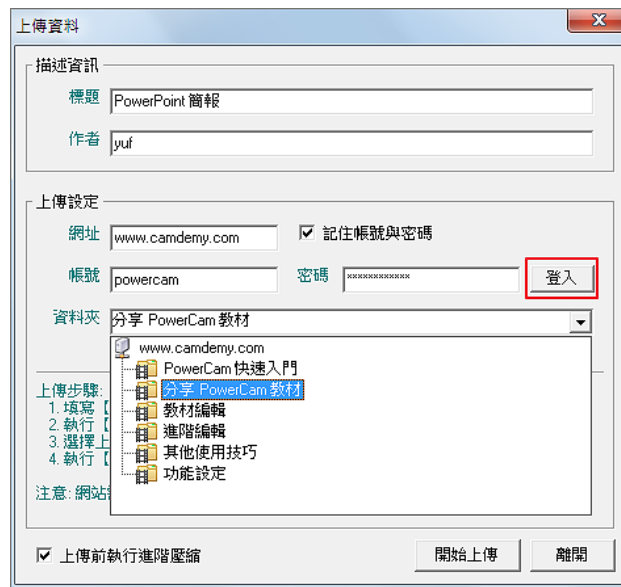 上傳資料
描述資訊
標題 PowerPoint 簡報
作者 yuf
上傳設定
網址 www.camdemy.com 記住帳號與密碼
帳號 powercam 密碼 ************ 登入
資料夾 分享 PowerCam 教材
www.camdemy.com
PowerCam 快速入門
分享 PowerCam 教材
教材編輯
進階編輯
其他使用技巧
功能設定
上傳步驟:
1. 填寫【
2. 執行【
3. 選擇上
4. 執行【
注意: 網站
上傳前執行進階壓縮 開始上傳 離開